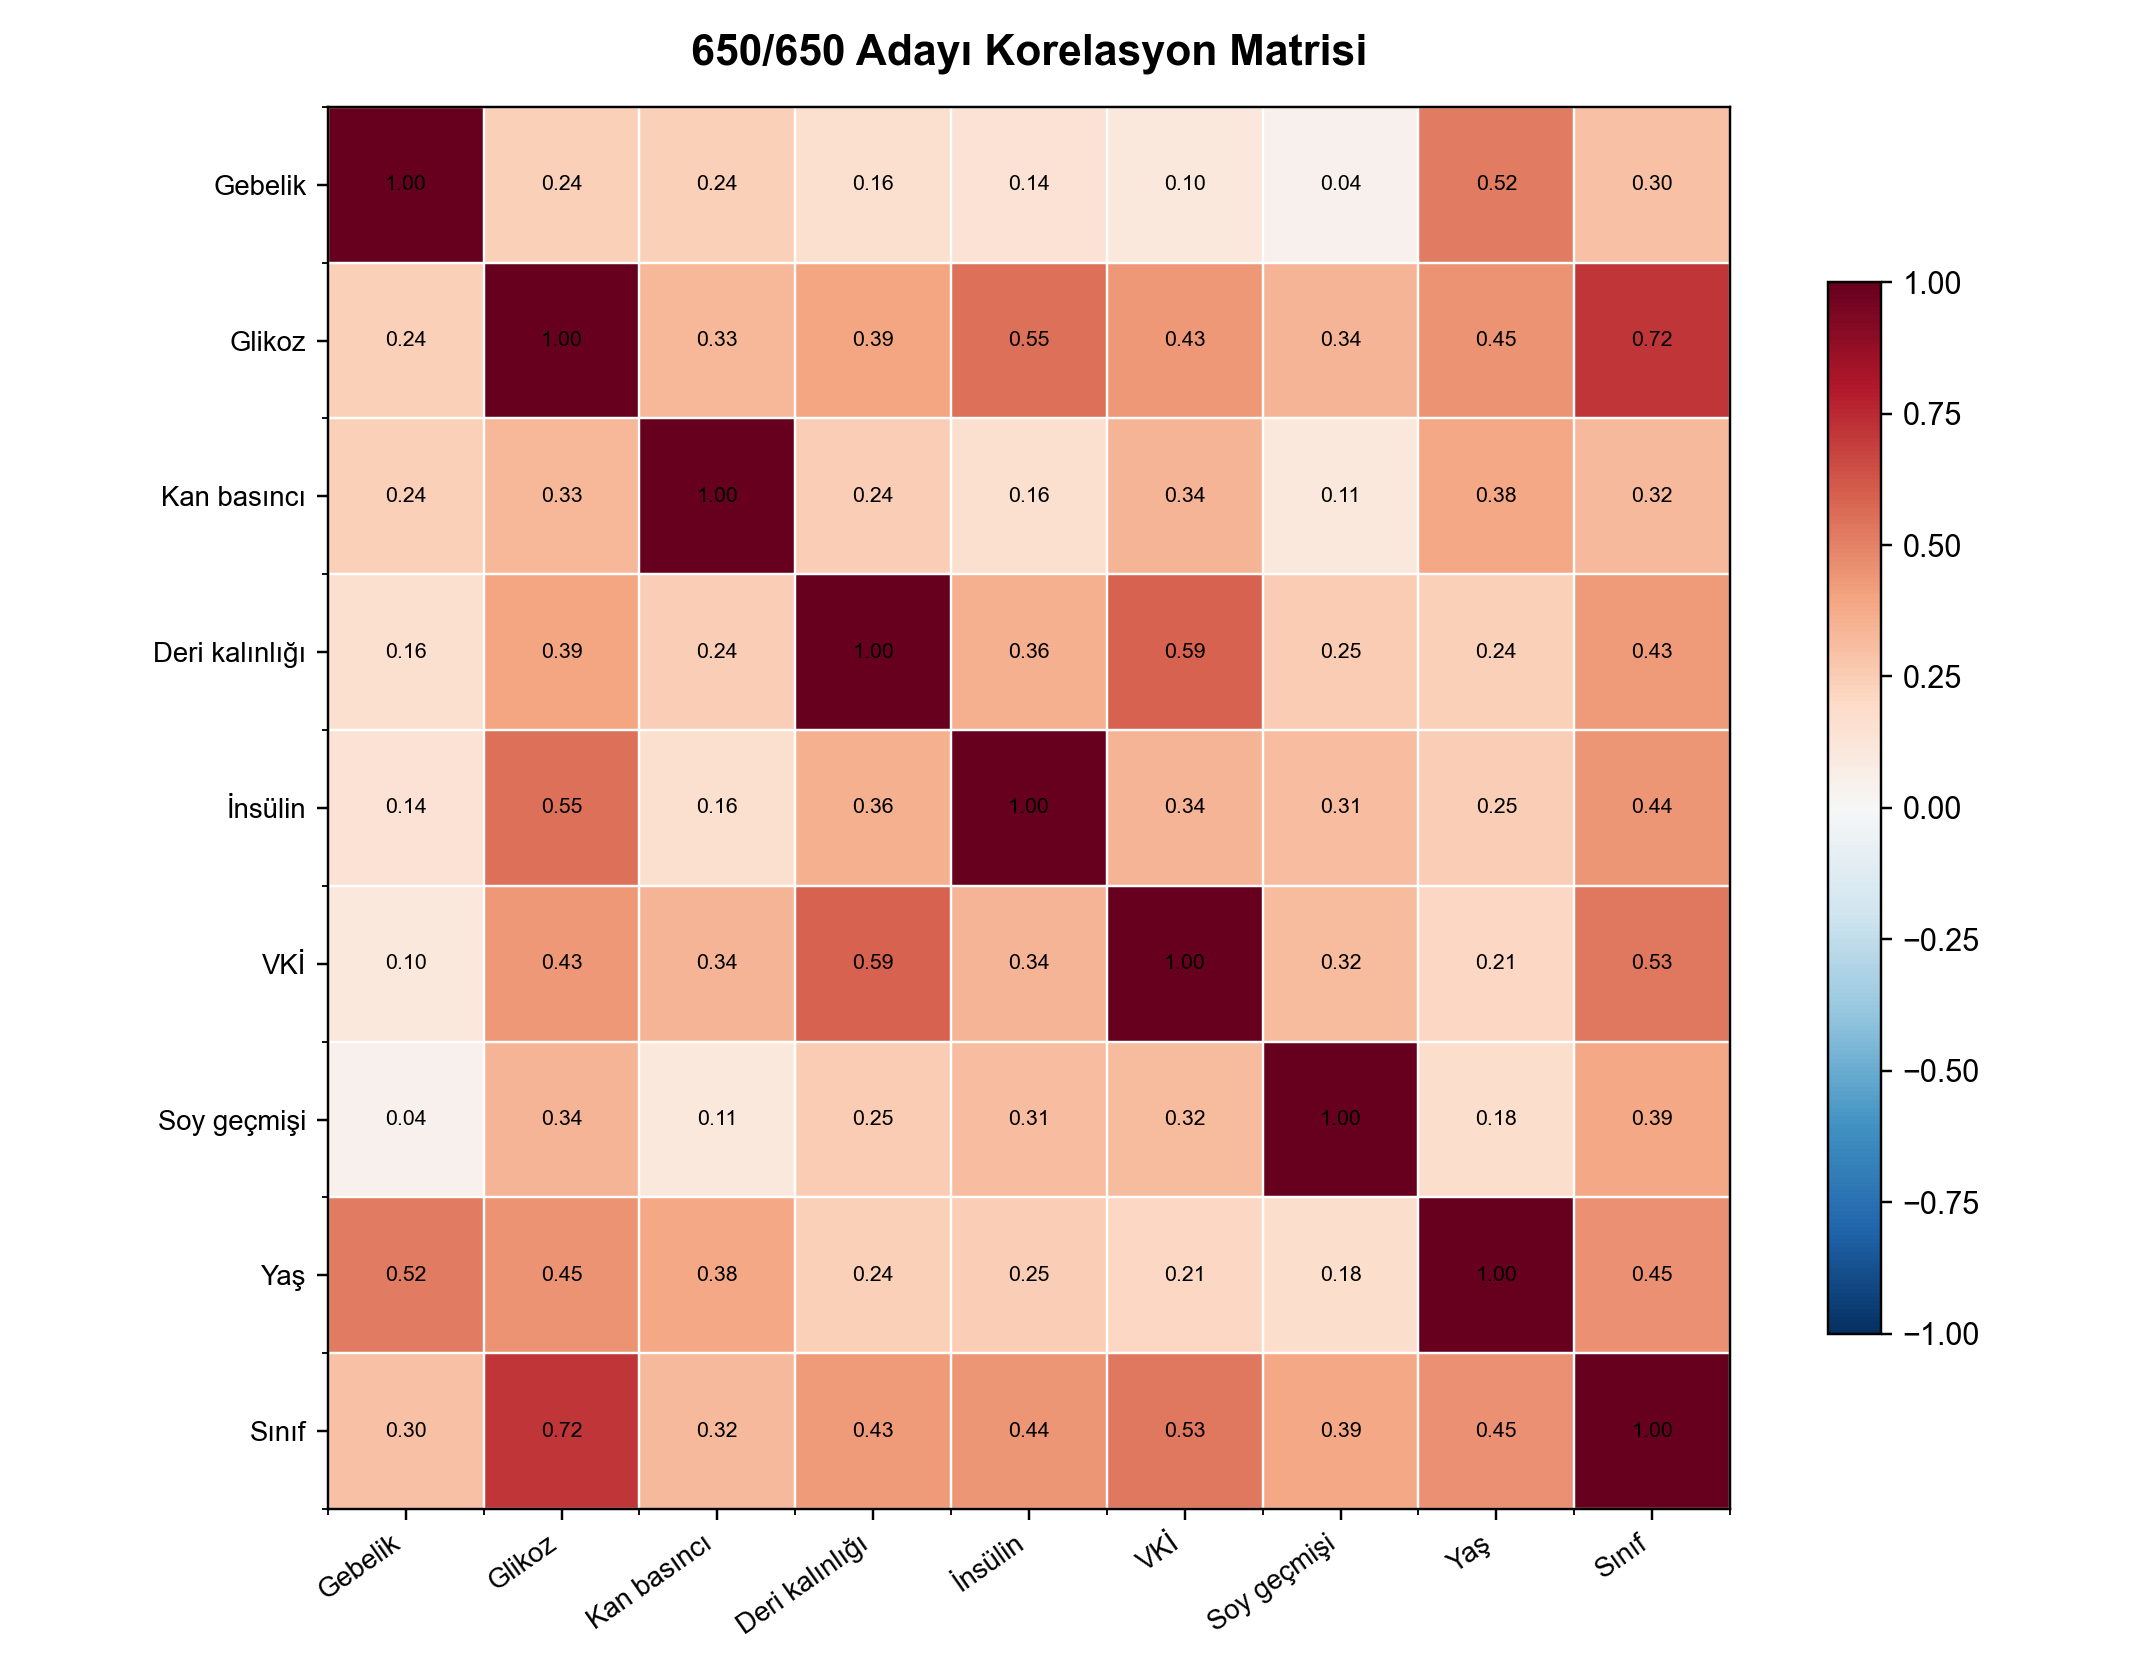 650/650 Adayı Korelasyon Matrisi
Gebelik 1.00 0.24 0.24 0.16 0.14 0.10 0.04 0.52 0.30
Glikoz 0.24 1.00 0.33 0.39 0.55 0.43 0.34 0.45 0.72
Kan basıncı 0.24 0.33 1.00 0.24 0.16 0.34 0.11 0.38 0.32
Deri kalınlığı 0.16 0.39 0.24 1.00 0.36 0.59 0.25 0.24 0.43
İnsülin 0.14 0.55 0.16 0.36 1.00 0.34 0.31 0.25 0.44
VKİ 0.10 0.43 0.34 0.59 0.34 1.00 0.32 0.21 0.53
Soy geçmişi 0.04 0.34 0.11 0.25 0.31 0.32 1.00 0.18 0.39
Yaş 0.52 0.45 0.38 0.24 0.25 0.21 0.18 1.00 0.45
Sınıf 0.30 0.72 0.32 0.43 0.44 0.53 0.39 0.45 1.00
Gebelik Glikoz Kan basıncı Deri kalınlığı İnsülin VKİ Soy geçmişi Yaş Sınıf
1.00
0.75
0.50
0.25
0.00
−0.25
−0.50
−0.75
−1.00